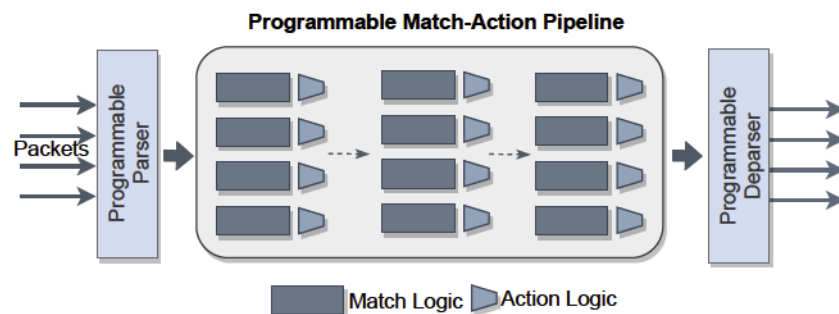 Programmable Match-Action Pipeline
Packets
Programmable
Parser
Programmable
Deparser
Match Logic
Action Logic